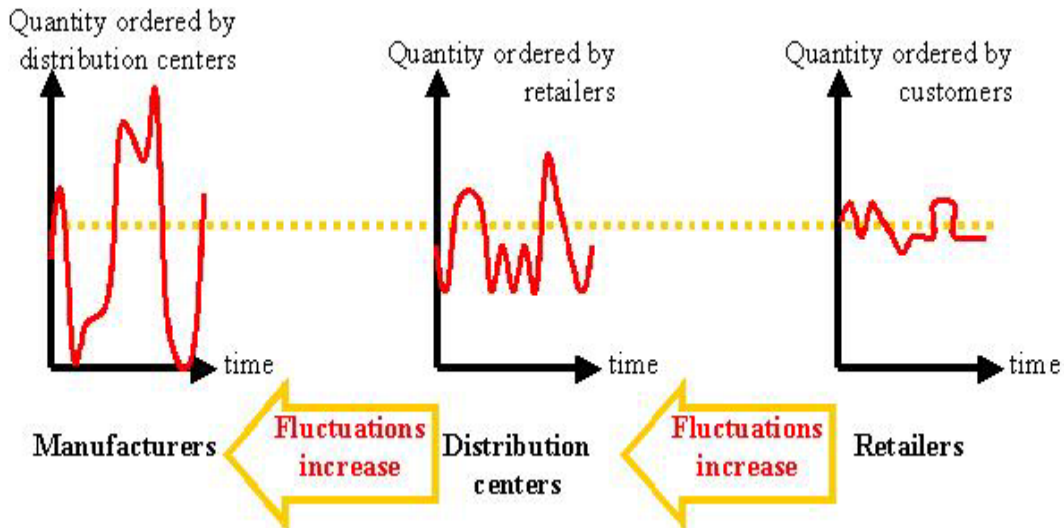 Quantity ordered by
distribution centers
time
Quantity ordered by
retailers
time
Quantity ordered by
customers
time
Manufacturers
Fluctuations
increase
Distribution
centers
Fluctuations
increase
Retailers